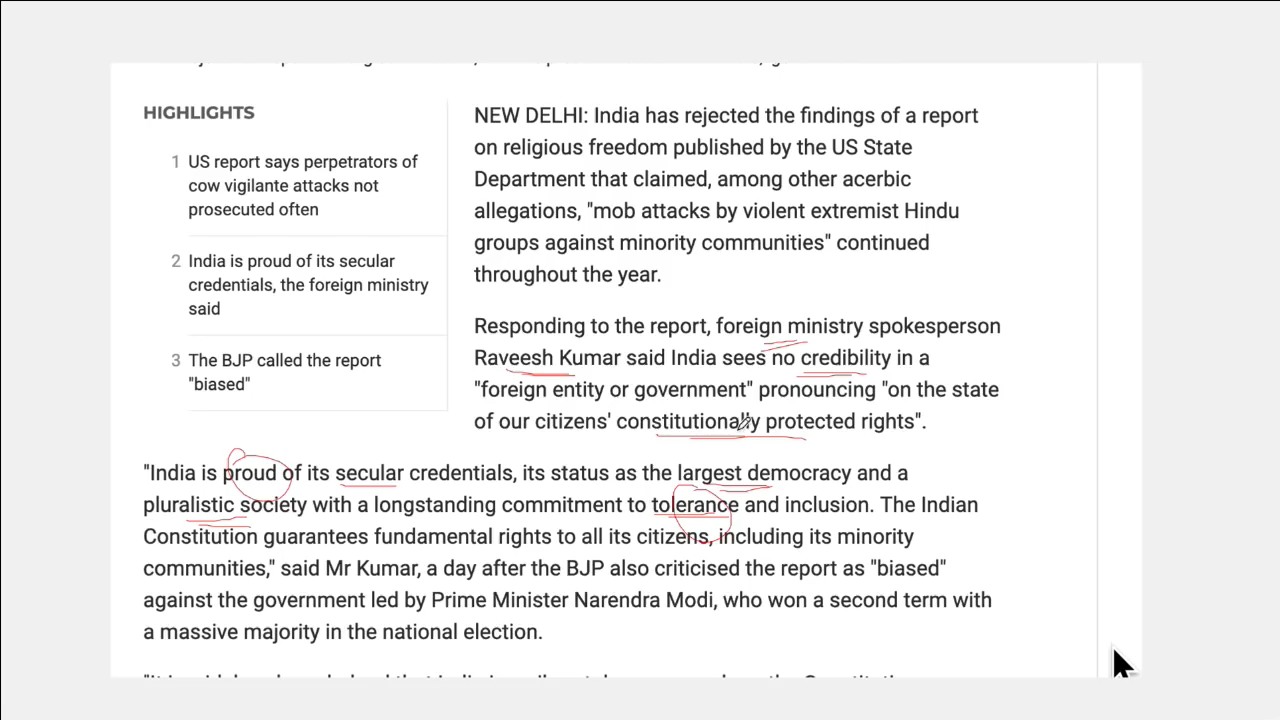 HIGHLIGHTS
1 US report says perpetrators of
cow vigilante attacks not
prosecuted often
2 India is proud of its secular
credentials, the foreign ministry
said
3 The BJP called the report
"biased"
NEW DELHI: India has rejected the findings of a report
on religious freedom published by the US State
Department that claimed, among other acerbic
allegations, "mob attacks by violent extremist Hindu
groups against minority communities" continued
throughout the year.
Responding to the report, foreign ministry spokesperson
Raveesh Kumar said India sees no credibility in a
"foreign entity or government" pronouncing "on the state
of our citizens' constitutionally protected rights".
"India is proud of its secular credentials, its status as the largest democracy and a
pluralistic society with a longstanding commitment to tolerance and inclusion. The Indian
Constitution guarantees fundamental rights to all its citizens, including its minority
communities," said Mr Kumar, a day after the BJP also criticised the report as "biased"
against the government led by Prime Minister Narendra Modi, who won a second term with
a massive majority in the national election.